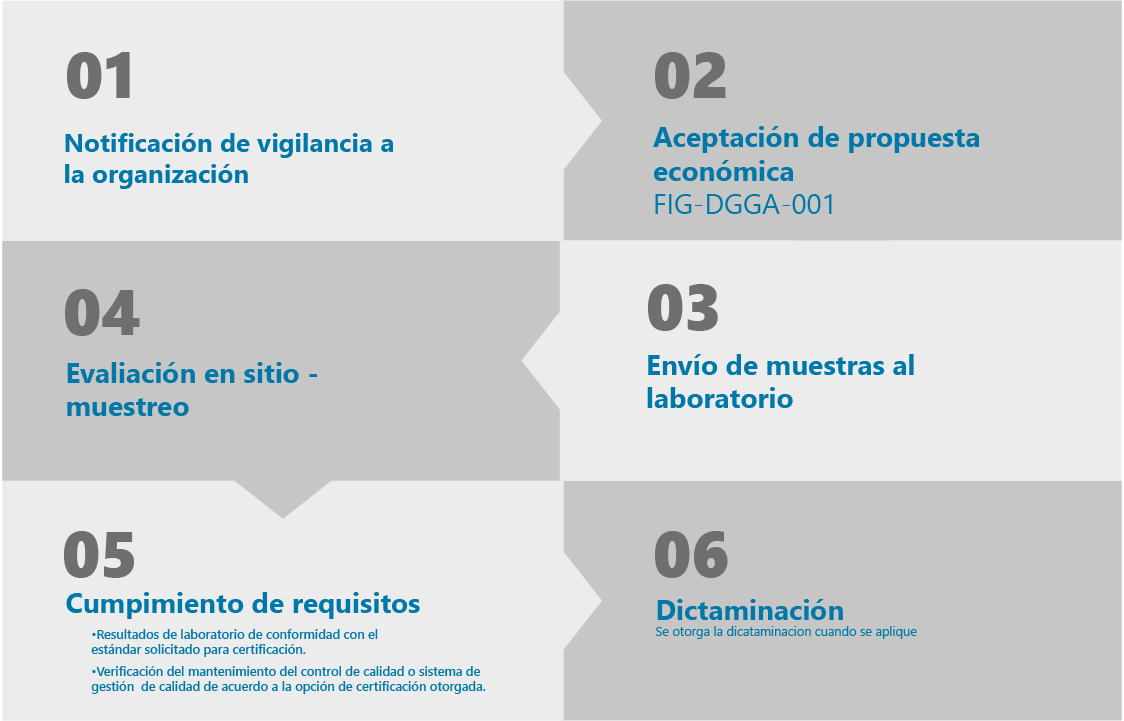 01
Notificación de vigilancia a
la organización
02
Aceptación de propuesta
económica
FIG-DGGA-001
03
Envío de muestras al
laboratorio
04
Evaliación en sitio -
muestreo
05
Cumpimiento de requisitos
•Resultados de laboratorio de conformidad con el
estándar solicitado para certificación.
•Verificación del mantenimiento del control de calidad o sistema de
gestión  de calidad de acuerdo a la opción de certificación otorgada.
06
Dictaminación
Se otorga la dicataminacion cuando se aplique